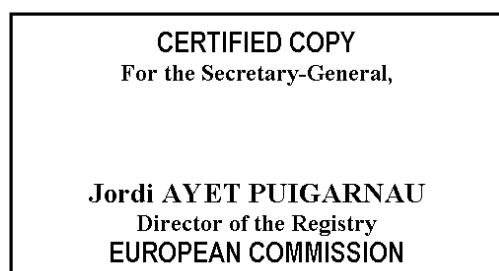 CERTIFIED COPY
For the Secretary-General,
Jordi AYET PUIGARNAU
Director of the Registry
EUROPEAN COMMISSION